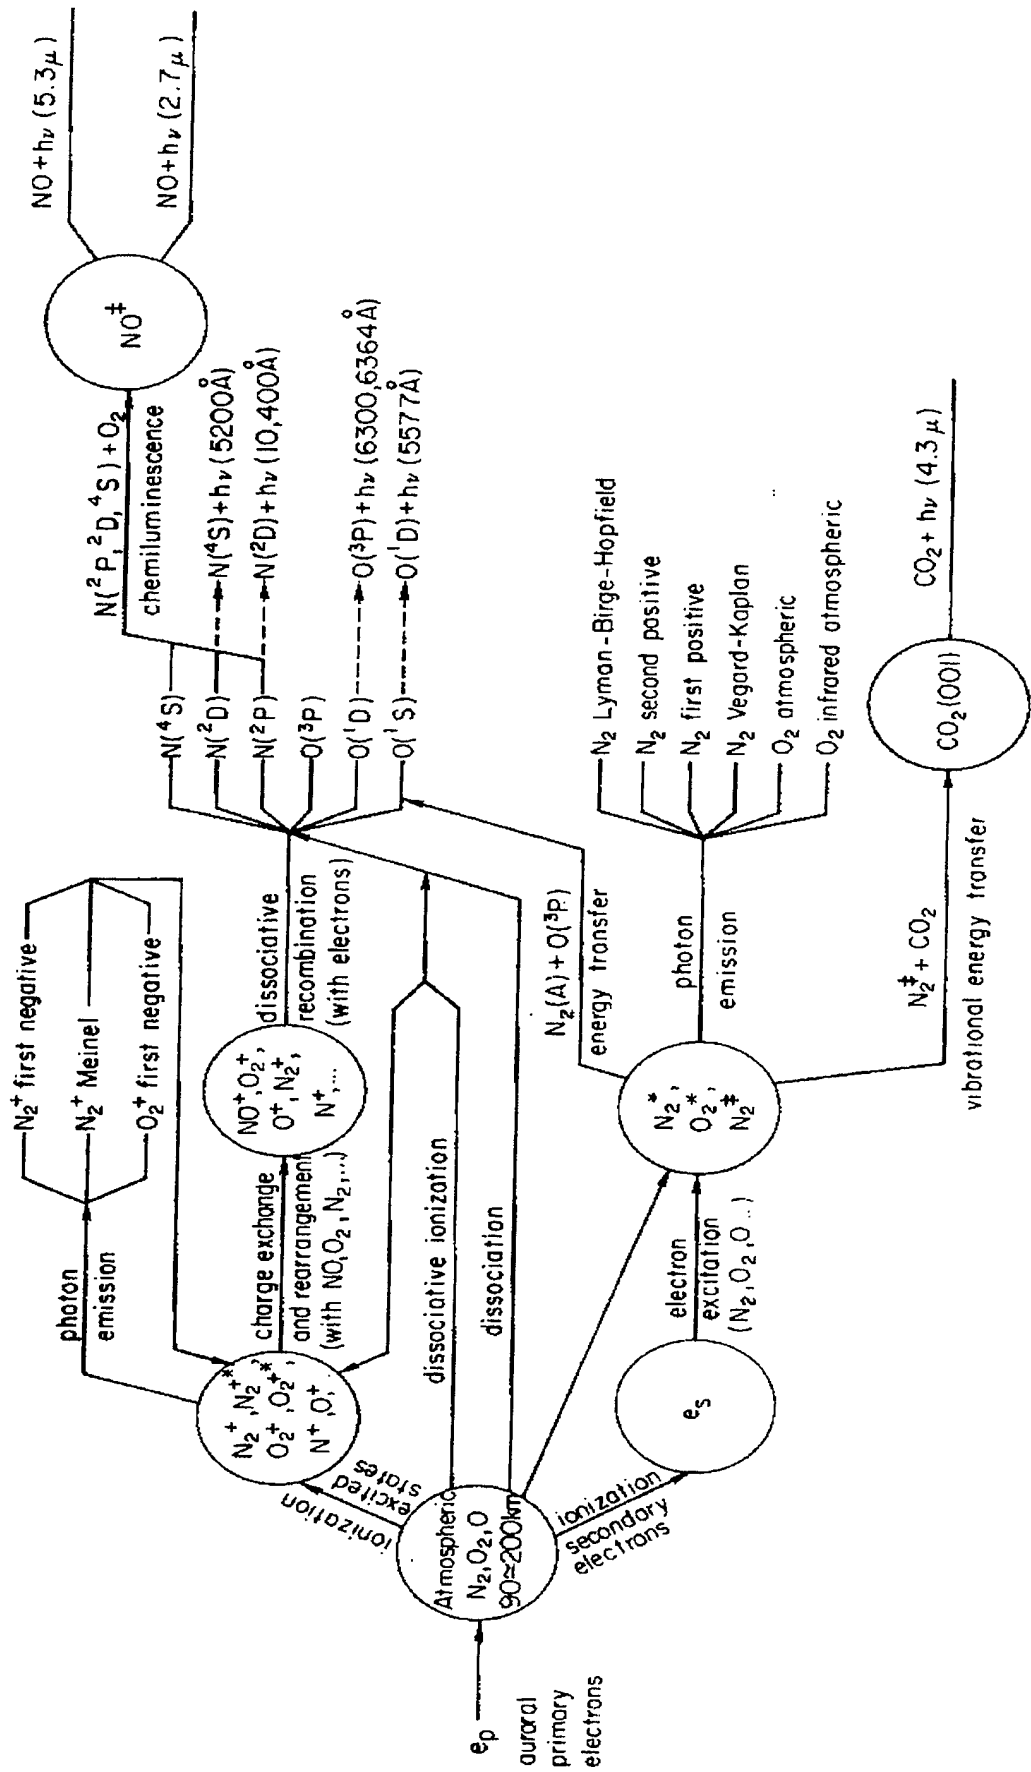 e_p
auroral
primary
electrons
Atmospheric
N₂,O₂,O
90≃200km
ionization
excited
states
ionization
secondary
electrons
N₂⁺,N₂⁺*,
O₂⁺,O₂⁺*,
N⁺,O⁺
photon
emission
N₂⁺ first negative
N₂⁺ Meinel
O₂⁺ first negative
charge exchange
and rearrangement
(with NO,O₂,N₂,...)
NO⁺,O₂⁺,
O⁺,N₂⁺,
N⁺,...
dissociative
recombination
(with electrons)
dissociative ionization
dissociation
N(⁴S)
N(²D)
N(²P)
O(³P)
O(¹D)
O(¹S)
N(⁴S)+hν(5200Å)
N(²D)+hν(10,400Å)
O(³P)+hν(6300,6364Å)
O(¹D)+hν(5577Å)
N(²P,²D,⁴S)+O₂
chemiluminescence
NO‡
NO+hν(5.3μ)
NO+hν(2.7μ)
e_s
electron
excitation
(N₂,O₂,O..)
N₂*,
O₂*,
N₂‡
N₂(A)+O(³P)
energy transfer
photon
emission
N₂ Lyman-Birge-Hopfield
N₂ second positive
N₂ first positive
N₂ Vegard-Kaplan
O₂ atmospheric
O₂ infrared atmospheric
N₂‡+CO₂
vibrational energy transfer
CO₂(001)
CO₂+hν(4.3μ)